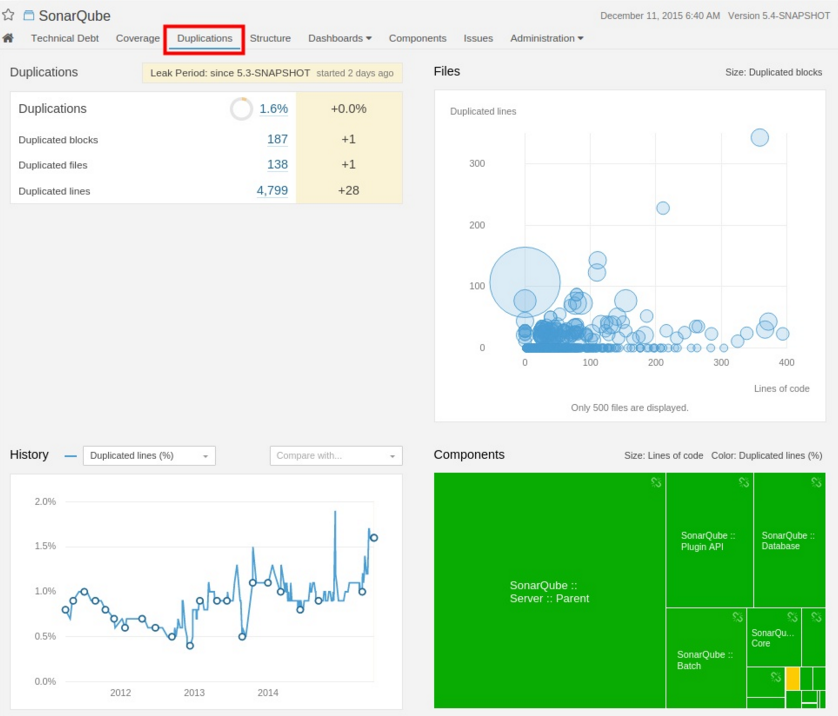 SonarQube
December 11, 2015 6:40 AM Version 5.4-SNAPSHOT
Technical Debt Coverage Duplications Structure Dashboards Components Issues Administration
Duplications
Leak Period: since 5.3-SNAPSHOT started 2 days ago
Duplications 1.6% +0.0%
Duplicated blocks 187 +1
Duplicated files 138 +1
Duplicated lines 4,799 +28
Files
Size: Duplicated blocks
Duplicated lines
300
200
100
0
0 100 200 300 400
Lines of code
Only 500 files are displayed.
History
Duplicated lines (%)
Compare with...
2.0%
1.5%
1.0%
0.5%
0.0%
2012 2013 2014
Components
Size: Lines of code Color: Duplicated lines (%)
SonarQube ::
Server :: Parent
SonarQube ::
Plugin API
SonarQube ::
Database
SonarQube ::
Batch
SonarQu...
Core